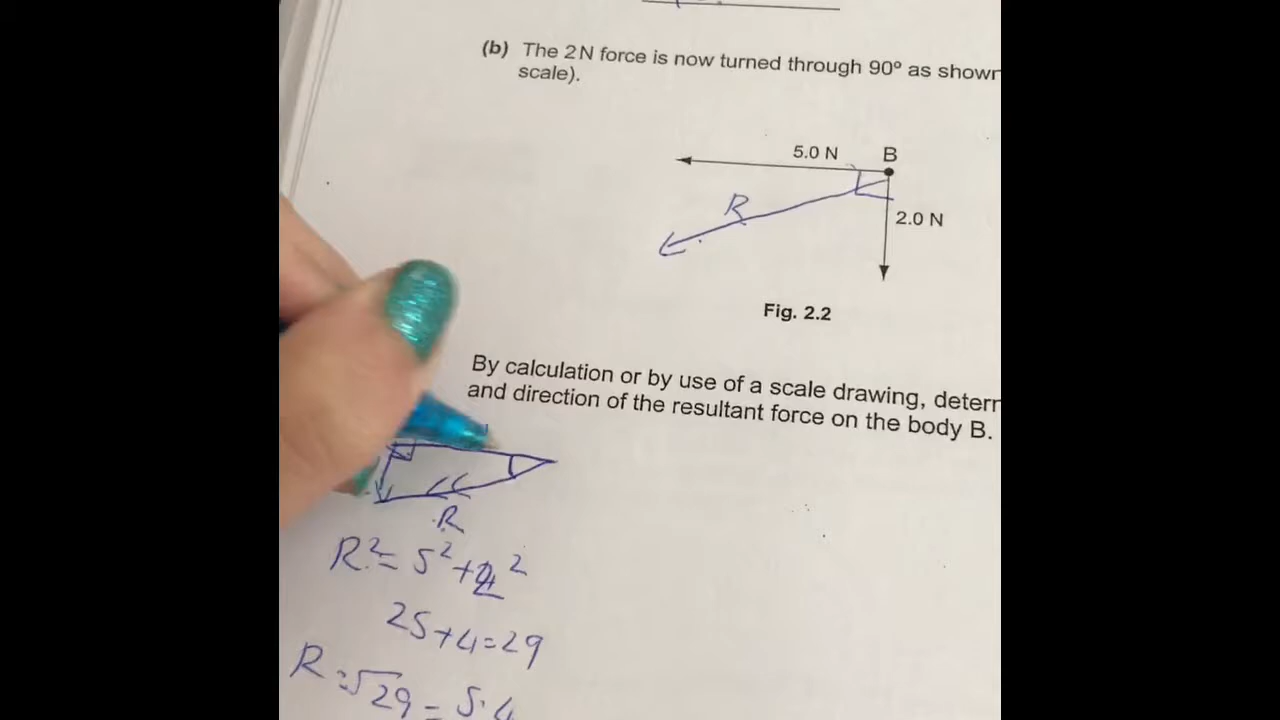 (b) The 2N force is now turned through 90° as shown
scale).
5.0 N B
R
2.0 N
Fig. 2.2
By calculation or by use of a scale drawing, deterr
and direction of the resultant force on the body B.
R
R² = 5² + 2²
25+4=29
R = √29 = 5.4